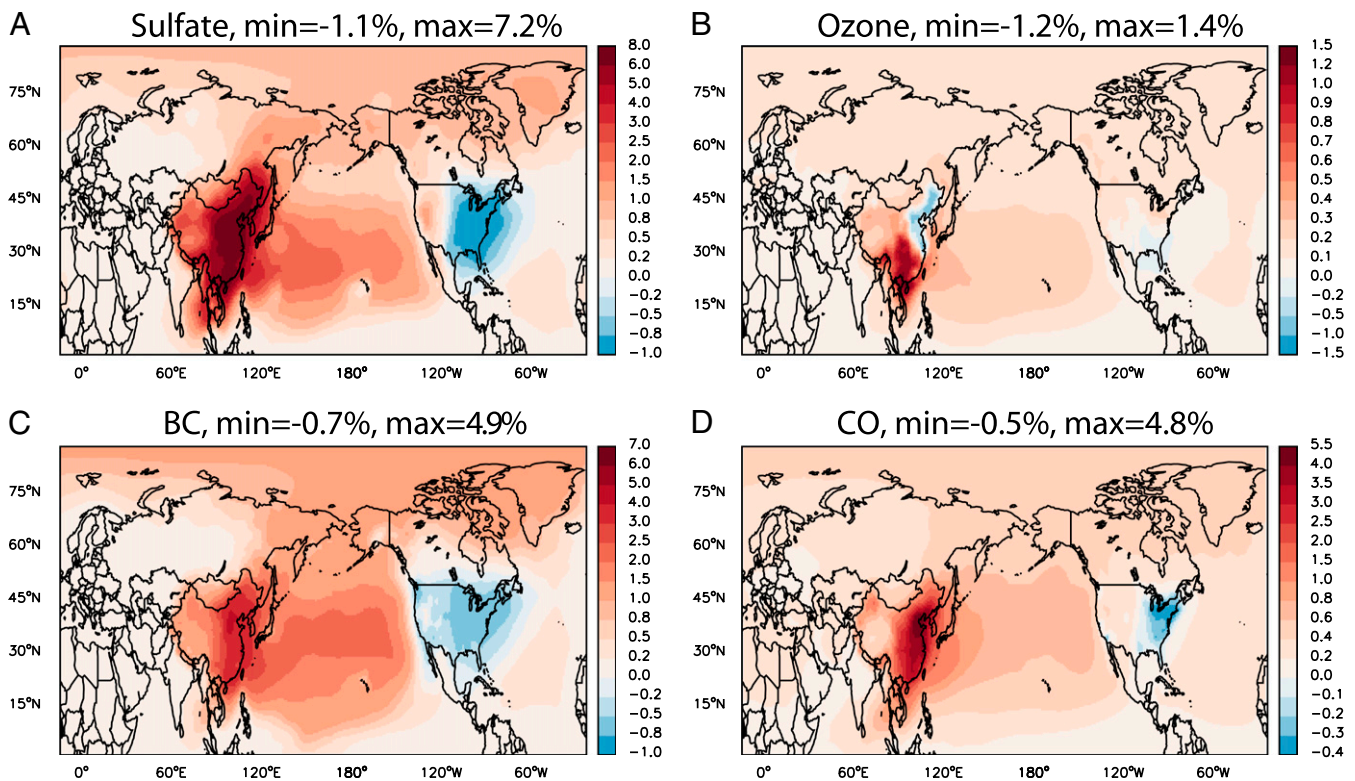 A Sulfate, min=-1.1%, max=7.2%
75°N
60°N
45°N
30°N
15°N
0° 60°E 120°E 180° 120°W 60°W
8.0
6.0
5.0
4.0
3.0
2.5
2.0
1.5
1.0
0.8
0.5
0.2
0.0
−0.2
−0.5
−0.8
−1.0
B Ozone, min=-1.2%, max=1.4%
75°N
60°N
45°N
30°N
15°N
0° 60°E 120°E 180° 120°W 60°W
1.5
1.2
1.0
0.9
0.8
0.7
0.6
0.5
0.4
0.3
0.2
0.1
0.0
−0.2
−0.5
−1.0
−1.5
C BC, min=-0.7%, max=4.9%
75°N
60°N
45°N
30°N
15°N
0° 60°E 120°E 180° 120°W 60°W
7.0
6.0
5.0
4.0
3.0
2.5
2.0
1.5
1.0
0.8
0.5
0.2
0.0
−0.2
−0.5
−0.8
−1.0
D CO, min=-0.5%, max=4.8%
75°N
60°N
45°N
30°N
15°N
0° 60°E 120°E 180° 120°W 60°W
5.5
4.0
3.5
3.0
2.5
2.0
1.5
1.0
0.8
0.6
0.4
0.2
0.0
−0.1
−0.2
−0.3
−0.4